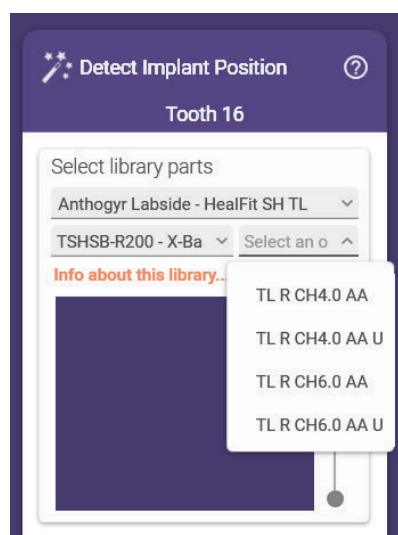 Detect Implant Position
Tooth 16
Select library parts
Anthogyr Labside - HealFit SH TL
TSHSB-R200 - X-Ba
Select an o
Info about this library...
TL R CH4.0 AA
TL R CH4.0 AA U
TL R CH6.0 AA
TL R CH6.0 AA U